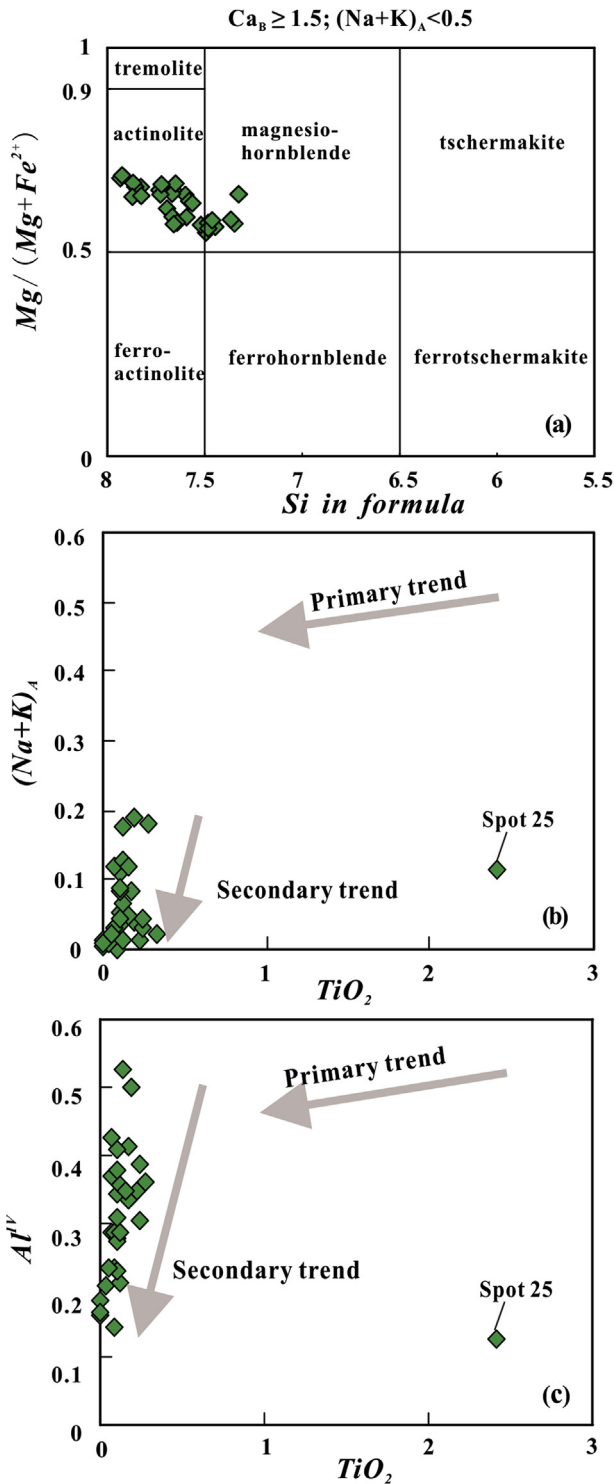 Ca_B ≥ 1.5; (Na+K)_A<0.5
Mg/(Mg+Fe²⁺)
1
tremolite
0.9
actinolite
magnesio-
hornblende
tschermakite
0.5
ferro-
actinolite
ferrohornblende
ferrotschermakite
(a)
0
8 7.5 7 6.5 6 5.5
Si in formula
(Na+K)_A
0.6
0.5
0.4
0.3
0.2
0.1
0
Primary trend
Spot 25
Secondary trend
(b)
0 1 2 3
TiO₂
Al^IV
0.6
0.5
0.4
0.3
0.2
0.1
0
Primary trend
Secondary trend
Spot 25
(c)
0 1 2 3
TiO₂